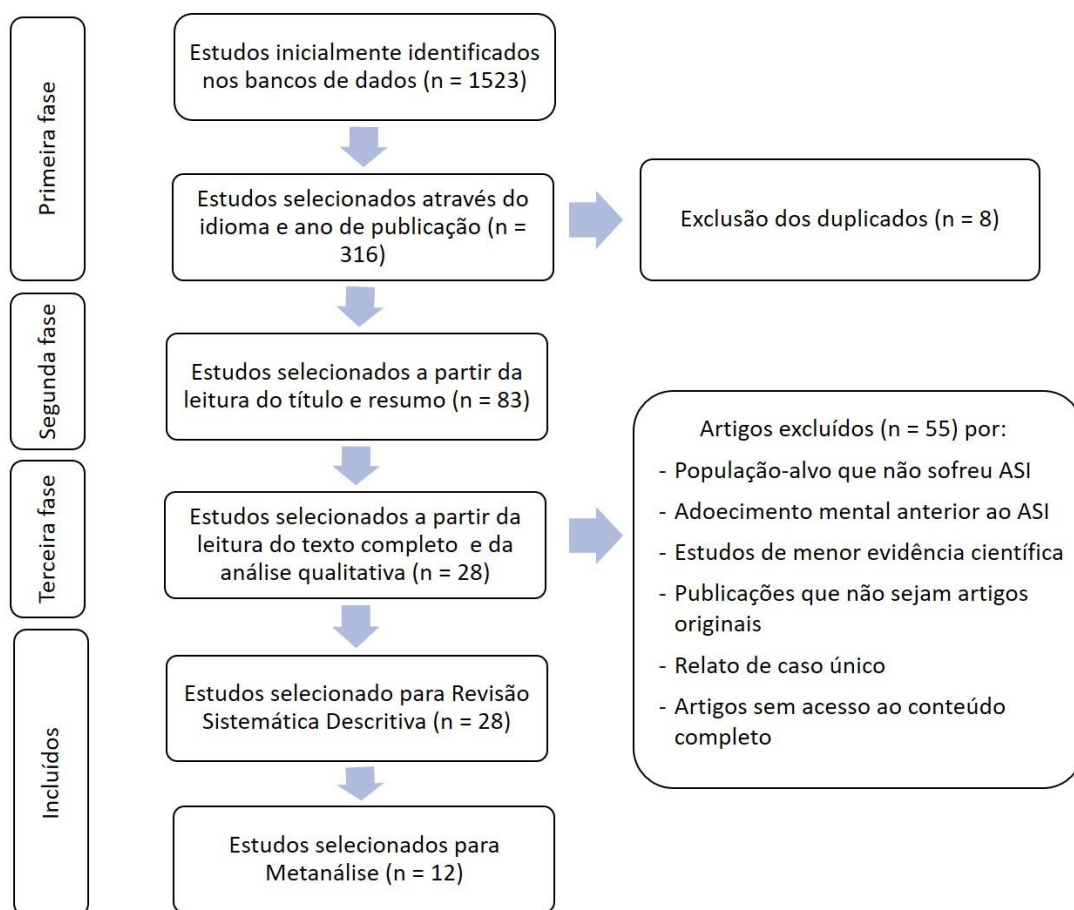 Primeira fase
Estudos inicialmente identificados
nos bancos de dados (n = 1523)
Estudos selecionados através do
idioma e ano de publicação (n =
316)
Exclusão dos duplicados (n = 8)
Segunda fase
Estudos selecionados a partir da
leitura do título e resumo (n = 83)
Terceira fase
Estudos selecionados a partir da
leitura do texto completo e da
análise qualitativa (n = 28)
Artigos excluídos (n = 55) por:
- População-alvo que não sofreu ASI
- Adoecimento mental anterior ao ASI
- Estudos de menor evidência científica
- Publicações que não sejam artigos
originais
- Relato de caso único
- Artigos sem acesso ao conteúdo
completo
Incluídos
Estudos selecionado para Revisão
Sistemática Descritiva (n = 28)
Estudos selecionados para
Metanálise (n = 12)